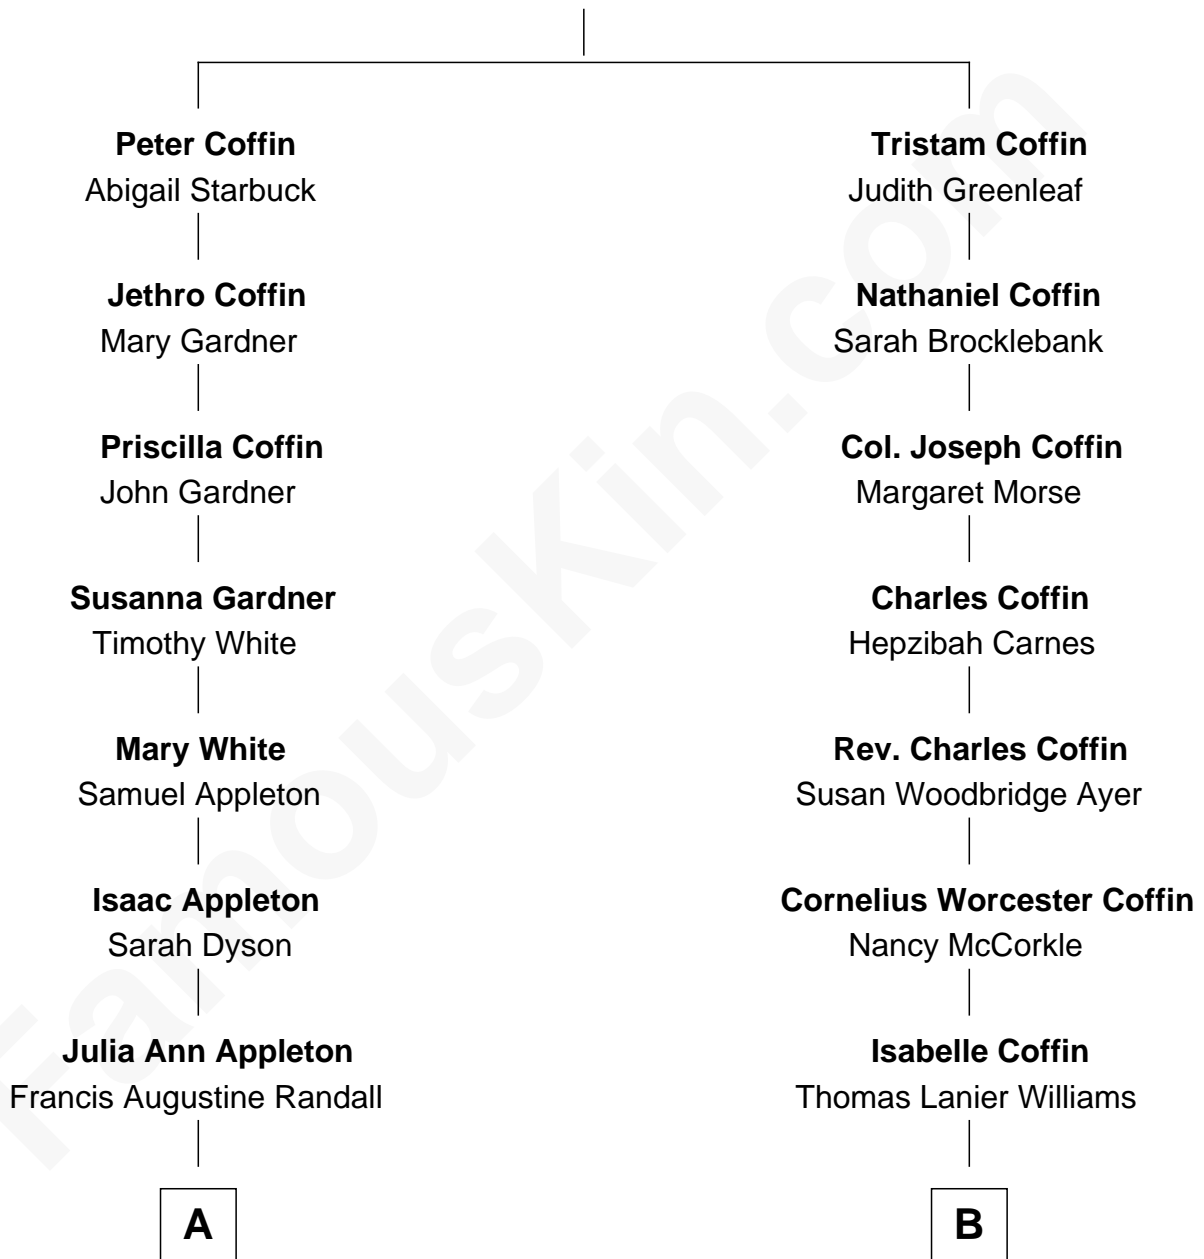 Peter Coffin
Abigail Starbuck
Jethro Coffin
Mary Gardner
Priscilla Coffin
John Gardner
Susanna Gardner
Timothy White
Mary White
Samuel Appleton
Isaac Appleton
Sarah Dyson
Julia Ann Appleton
Francis Augustine Randall
A
Tristam Coffin
Judith Greenleaf
Nathaniel Coffin
Sarah Brocklebank
Col. Joseph Coffin
Margaret Morse
Charles Coffin
Hepzibah Carnes
Rev. Charles Coffin
Susan Woodbridge Ayer
Cornelius Worcester Coffin
Nancy McCorkle
Isabelle Coffin
Thomas Lanier Williams
B
FamousKin.com